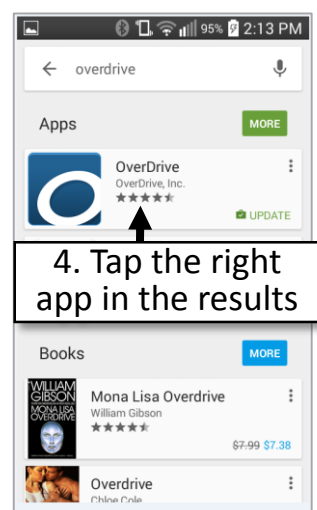 95% 2:13 PM
overdrive
Apps
MORE
OverDrive
OverDrive, Inc.
UPDATE
4. Tap the right
app in the results
Books
MORE
WILLIAM
GIBSON
MONA LISA
OVERDRIVE
Mona Lisa Overdrive
William Gibson
$7.99 $7.38
Overdrive
Chloe Cole